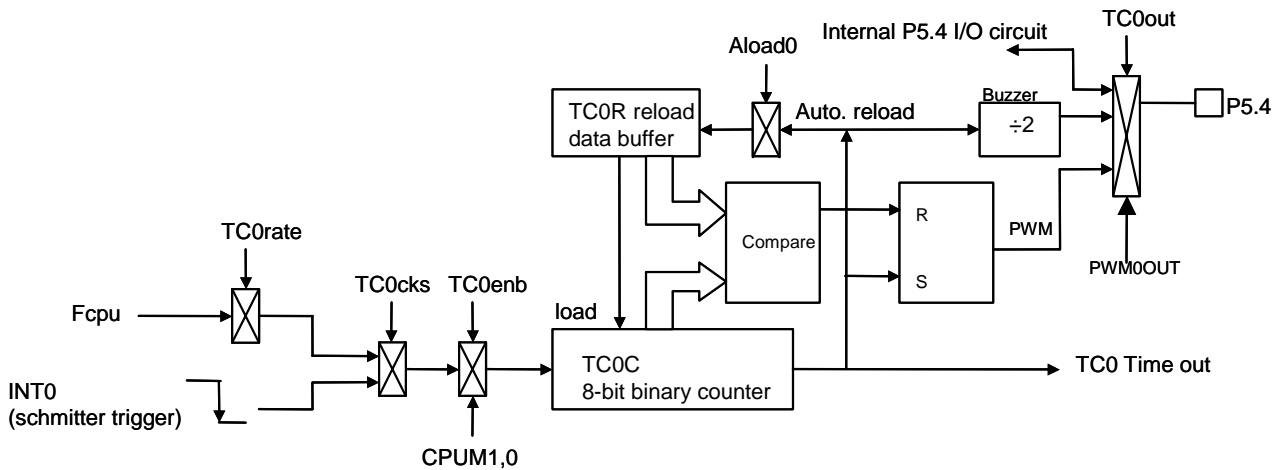 TC0out
Internal P5.4 I/O circuit
Aload0
Buzzer
TC0R reload
data buffer
Auto. reload
÷2
P5.4
TC0rate
Compare
R
S
PWM
PWM0OUT
TC0cks
TC0enb
Fcpu
load
TC0C
8-bit binary counter
TC0 Time out
INT0
(schmitter trigger)
CPUM1,0